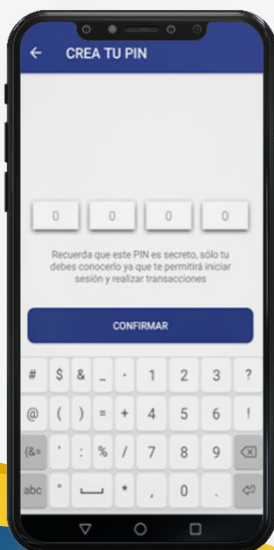 CREA TU PIN
0 0 0 0
Recuerda que este PIN es secreto, sólo tu
debes conocerlo ya que te permitirá iniciar
sesión y realizar transacciones
CONFIRMAR
# $ & _ - 1 2 3 ?
@ ( ) = + 4 5 6 !
{&= ' : % / 7 8 9
abc " * , 0 .